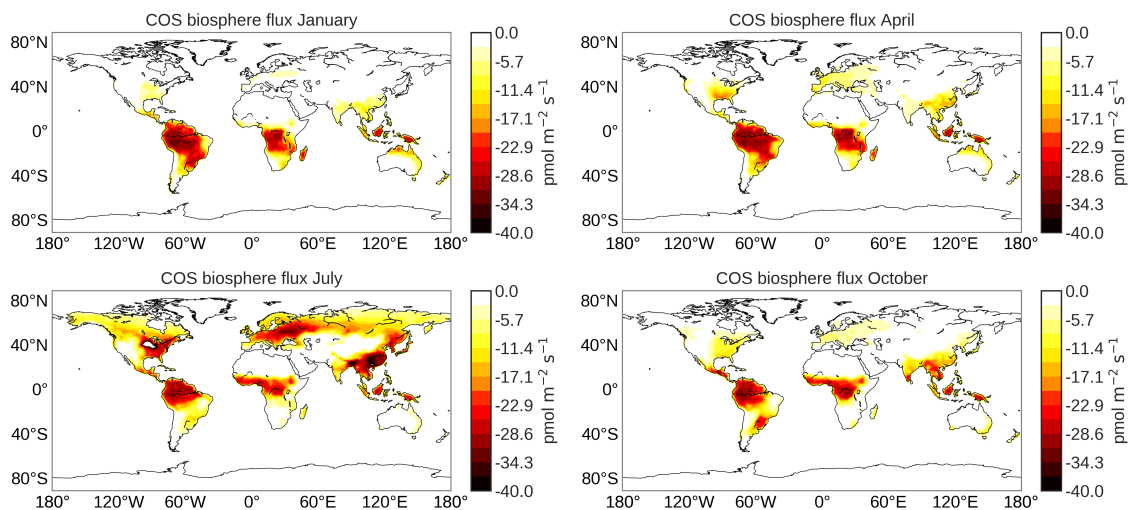 COS biosphere flux January
80°N
40°N
0°
40°S
80°S
180° 120°W 60°W 0° 60°E 120°E 180°
0.0
-5.7
-11.4
-17.1
-22.9
-28.6
-34.3
-40.0
pmol m⁻² s⁻¹
COS biosphere flux April
80°N
40°N
0°
40°S
80°S
180° 120°W 60°W 0° 60°E 120°E 180°
0.0
-5.7
-11.4
-17.1
-22.9
-28.6
-34.3
-40.0
pmol m⁻² s⁻¹
COS biosphere flux July
80°N
40°N
0°
40°S
80°S
180° 120°W 60°W 0° 60°E 120°E 180°
0.0
-5.7
-11.4
-17.1
-22.9
-28.6
-34.3
-40.0
pmol m⁻² s⁻¹
COS biosphere flux October
80°N
40°N
0°
40°S
80°S
180° 120°W 60°W 0° 60°E 120°E 180°
0.0
-5.7
-11.4
-17.1
-22.9
-28.6
-34.3
-40.0
pmol m⁻² s⁻¹